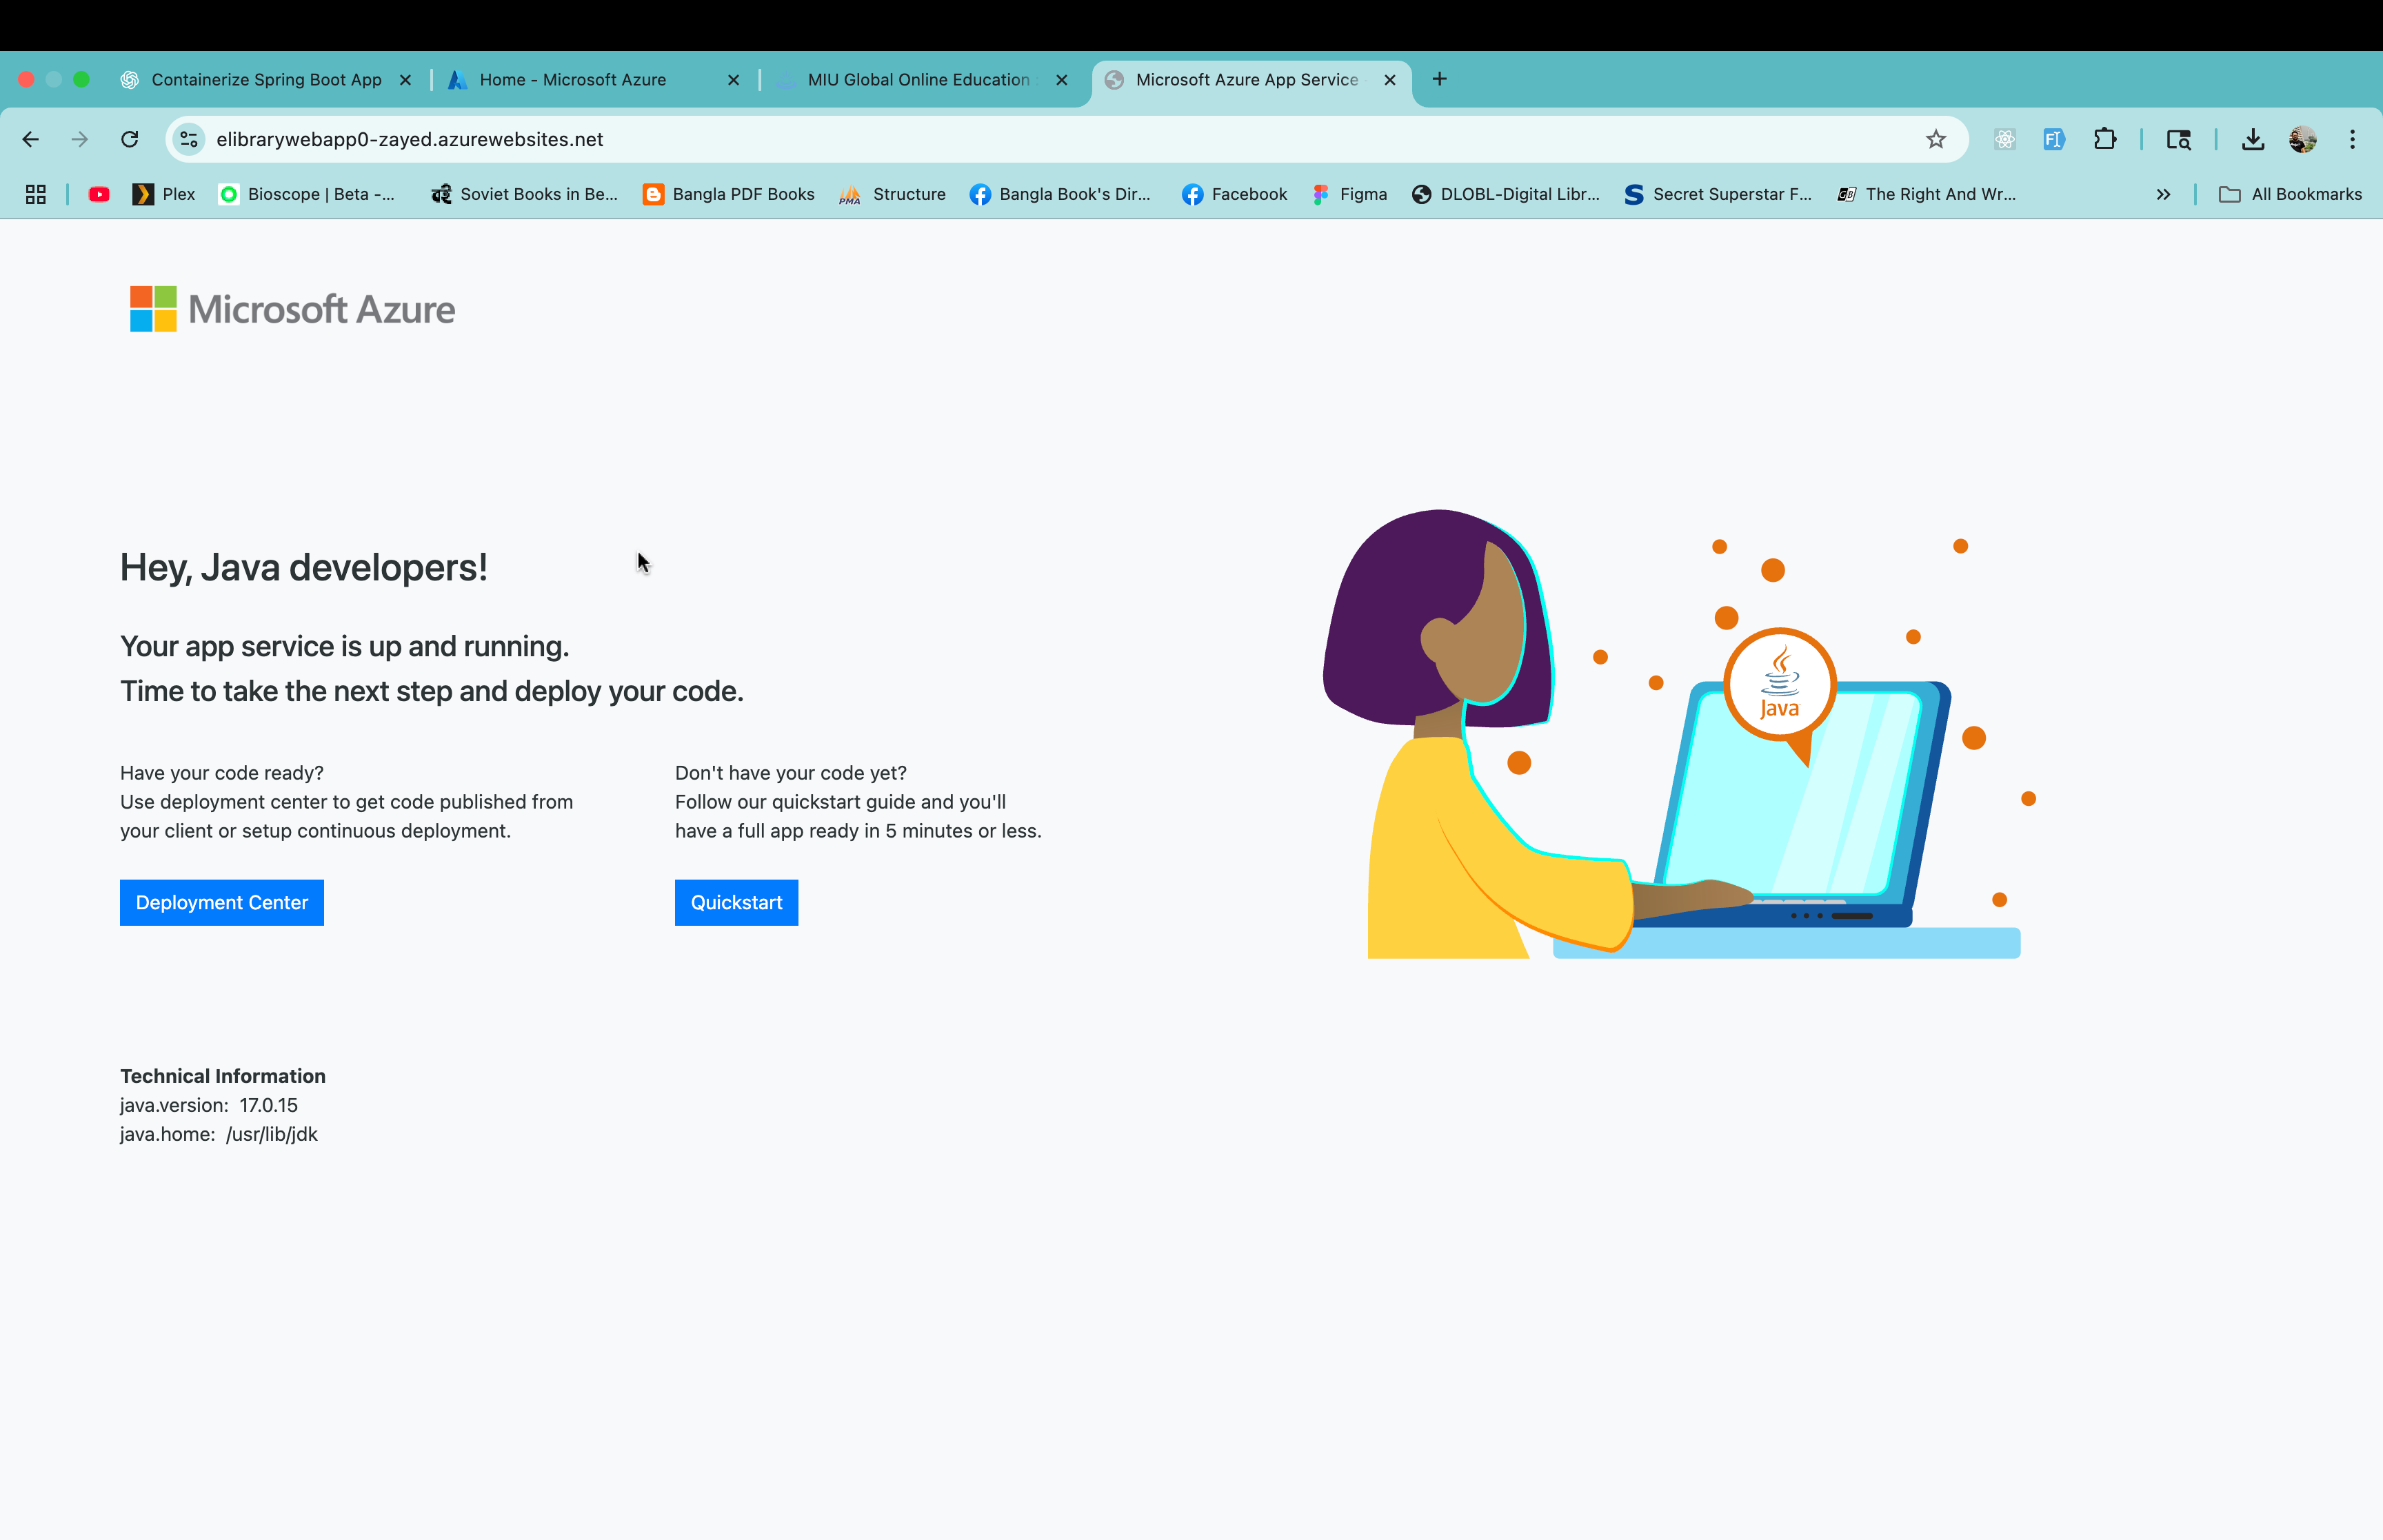 Containerize Spring Boot App
Home - Microsoft Azure
MIU Global Online Education
Microsoft Azure App Service
elibrarywebapp0-zayed.azurewebsites.net
Plex
Bioscope | Beta -...
Soviet Books in Be...
Bangla PDF Books
PMA
Structure
Bangla Book's Dir...
Facebook
Figma
DLOBL-Digital Libr...
Secret Superstar F...
The Right And Wr...
All Bookmarks
Microsoft Azure
Hey, Java developers!
Your app service is up and running.
Time to take the next step and deploy your code.
Have your code ready?
Use deployment center to get code published from
your client or setup continuous deployment.
Deployment Center
Don't have your code yet?
Follow our quickstart guide and you'll
have a full app ready in 5 minutes or less.
Quickstart
Java
Technical Information
java.version: 17.0.15
java.home: /usr/lib/jdk